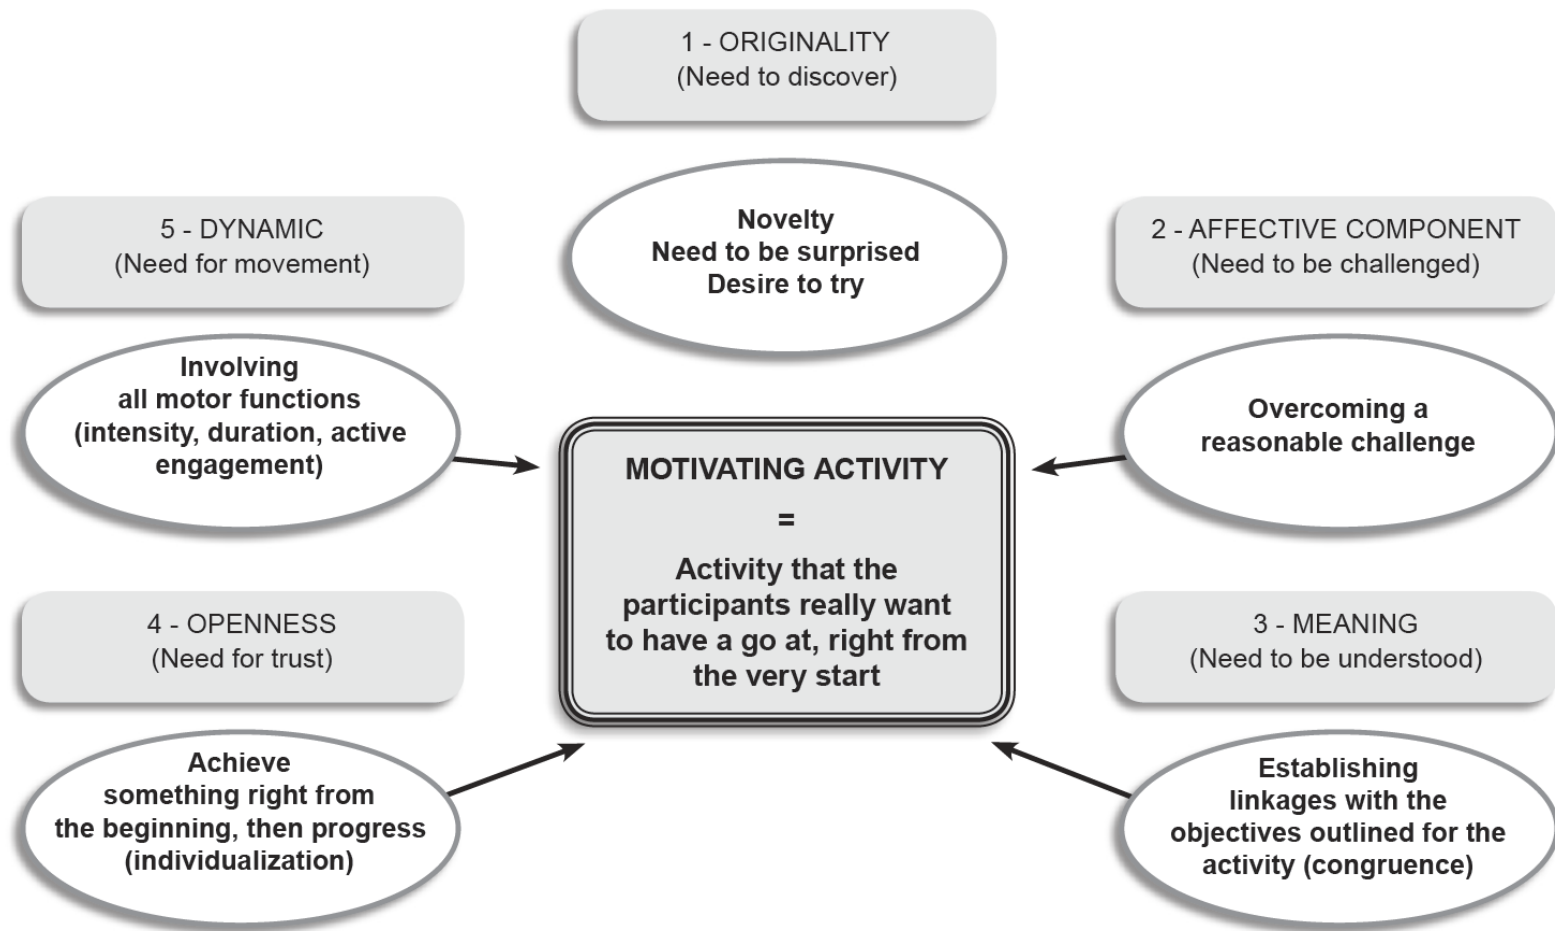 1 - ORIGINALITY
(Need to discover)
Novelty
Need to be surprised
Desire to try
2 - AFFECTIVE COMPONENT
(Need to be challenged)
Overcoming a
reasonable challenge
3 - MEANING
(Need to be understood)
Establishing
linkages with the
objectives outlined for the
activity (congruence)
4 - OPENNESS
(Need for trust)
Achieve
something right from
the beginning, then progress
(individualization)
5 - DYNAMIC
(Need for movement)
Involving
all motor functions
(intensity, duration, active
engagement)
MOTIVATING ACTIVITY
=
Activity that the
participants really want
to have a go at, right from
the very start